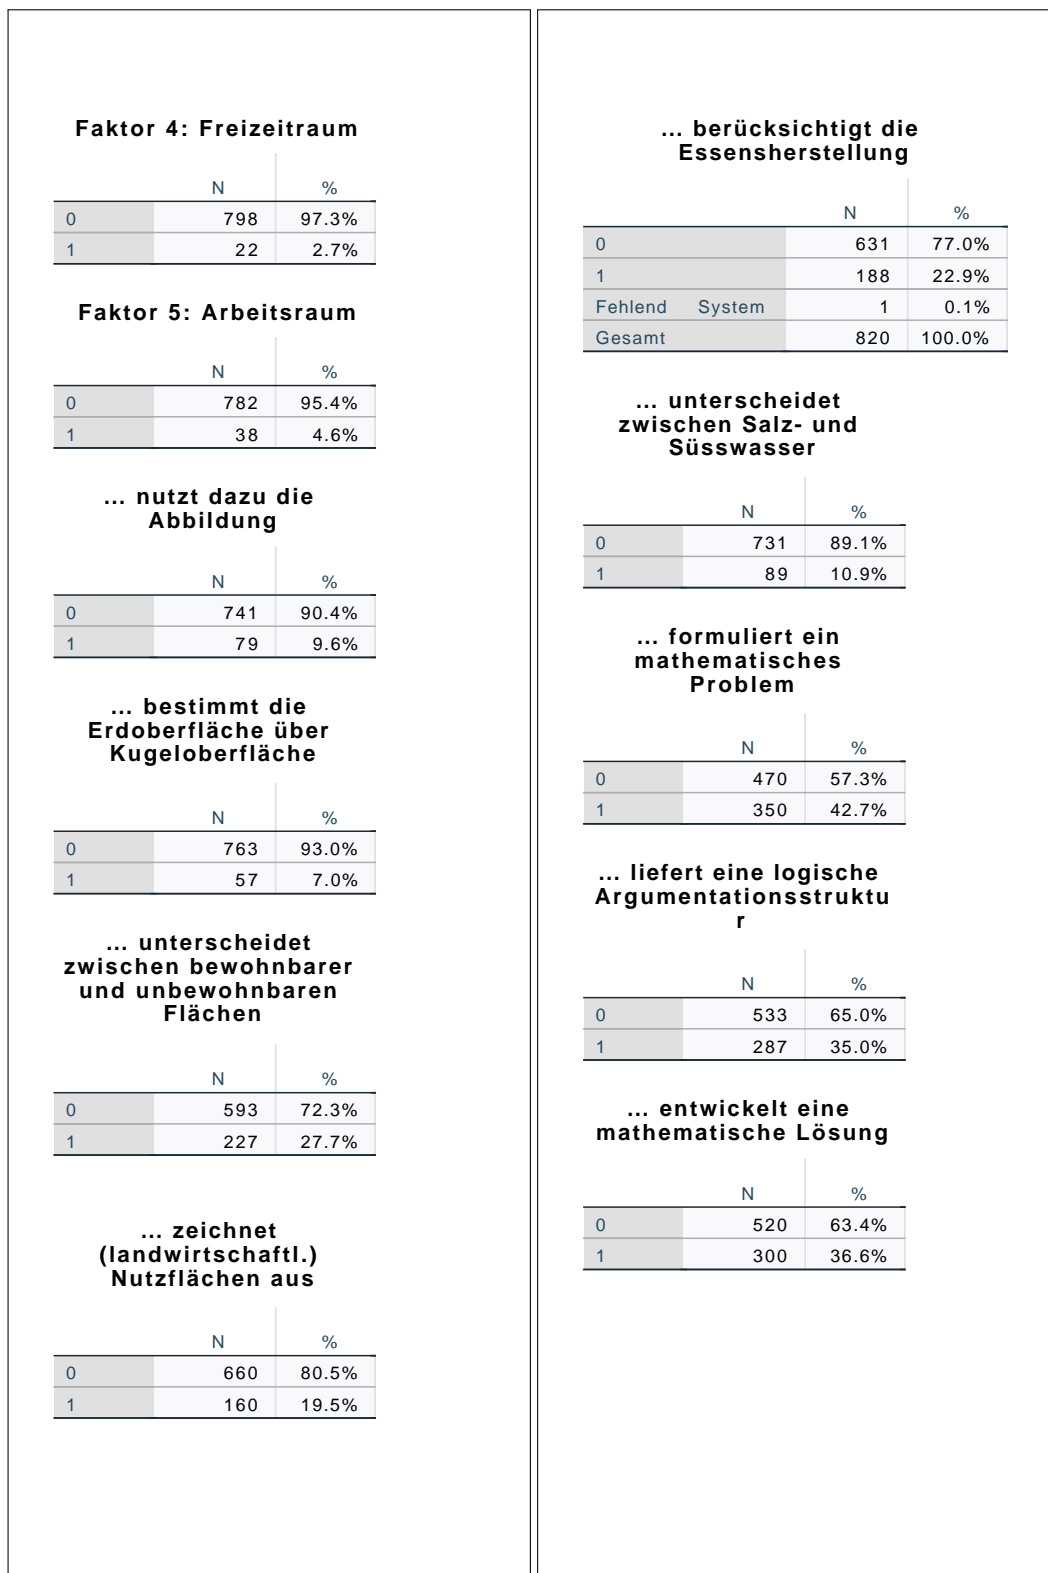 Faktor 4: Freizeitraum
N %
0 798 97.3%
1 22 2.7%
Faktor 5: Arbeitsraum
N %
0 782 95.4%
1 38 4.6%
... nutzt dazu die
Abbildung
N %
0 741 90.4%
1 79 9.6%
... bestimmt die
Erdoberfläche über
Kugeloberfläche
N %
0 763 93.0%
1 57 7.0%
... unterscheidet
zwischen bewohnbarer
und unbewohnbaren
Flächen
N %
0 593 72.3%
1 227 27.7%
... zeichnet
(landwirtschaftl.)
Nutzflächen aus
N %
0 660 80.5%
1 160 19.5%
... berücksichtigt die
Essensherstellung
N %
0 631 77.0%
1 188 22.9%
Fehlend System 1 0.1%
Gesamt 820 100.0%
... unterscheidet
zwischen Salz- und
Süsswasser
N %
0 731 89.1%
1 89 10.9%
... formuliert ein
mathematisches
Problem
N %
0 470 57.3%
1 350 42.7%
... liefert eine logische
Argumentationsstruktu
r
N %
0 533 65.0%
1 287 35.0%
... entwickelt eine
mathematische Lösung
N %
0 520 63.4%
1 300 36.6%